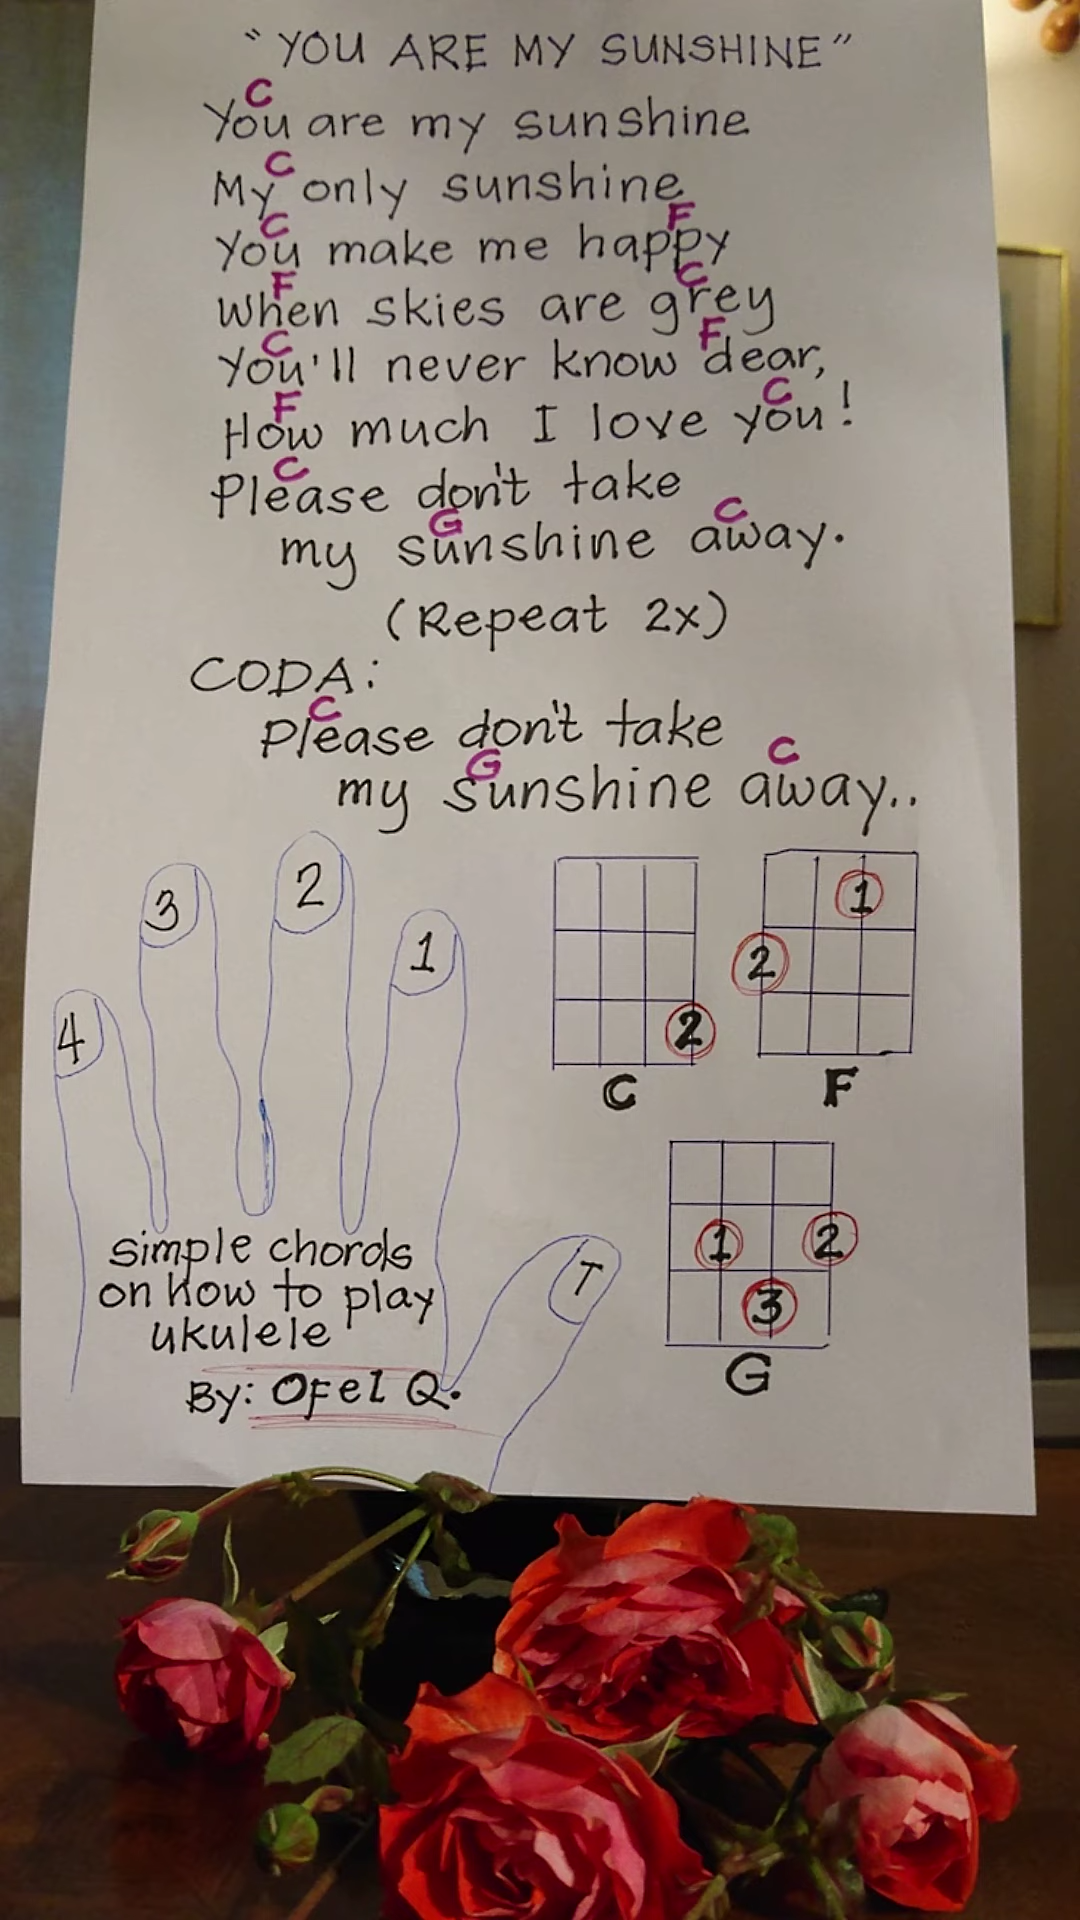 "YOU ARE MY SUNSHINE"
C
You are my sunshine
C
My only sunshine
C F
You make me happy
F C
When skies are grey
C F
You'll never know dear,
F C
How much I love you!
C
Please don't take
G C
my sunshine away.
(Repeat 2x)
CODA:
C
Please don't take
G C
my sunshine away..
4 3 2 1 T
simple chords
on how to play
ukulele
By: Ofel Q.
2
C
1
2
F
1 2
3
G